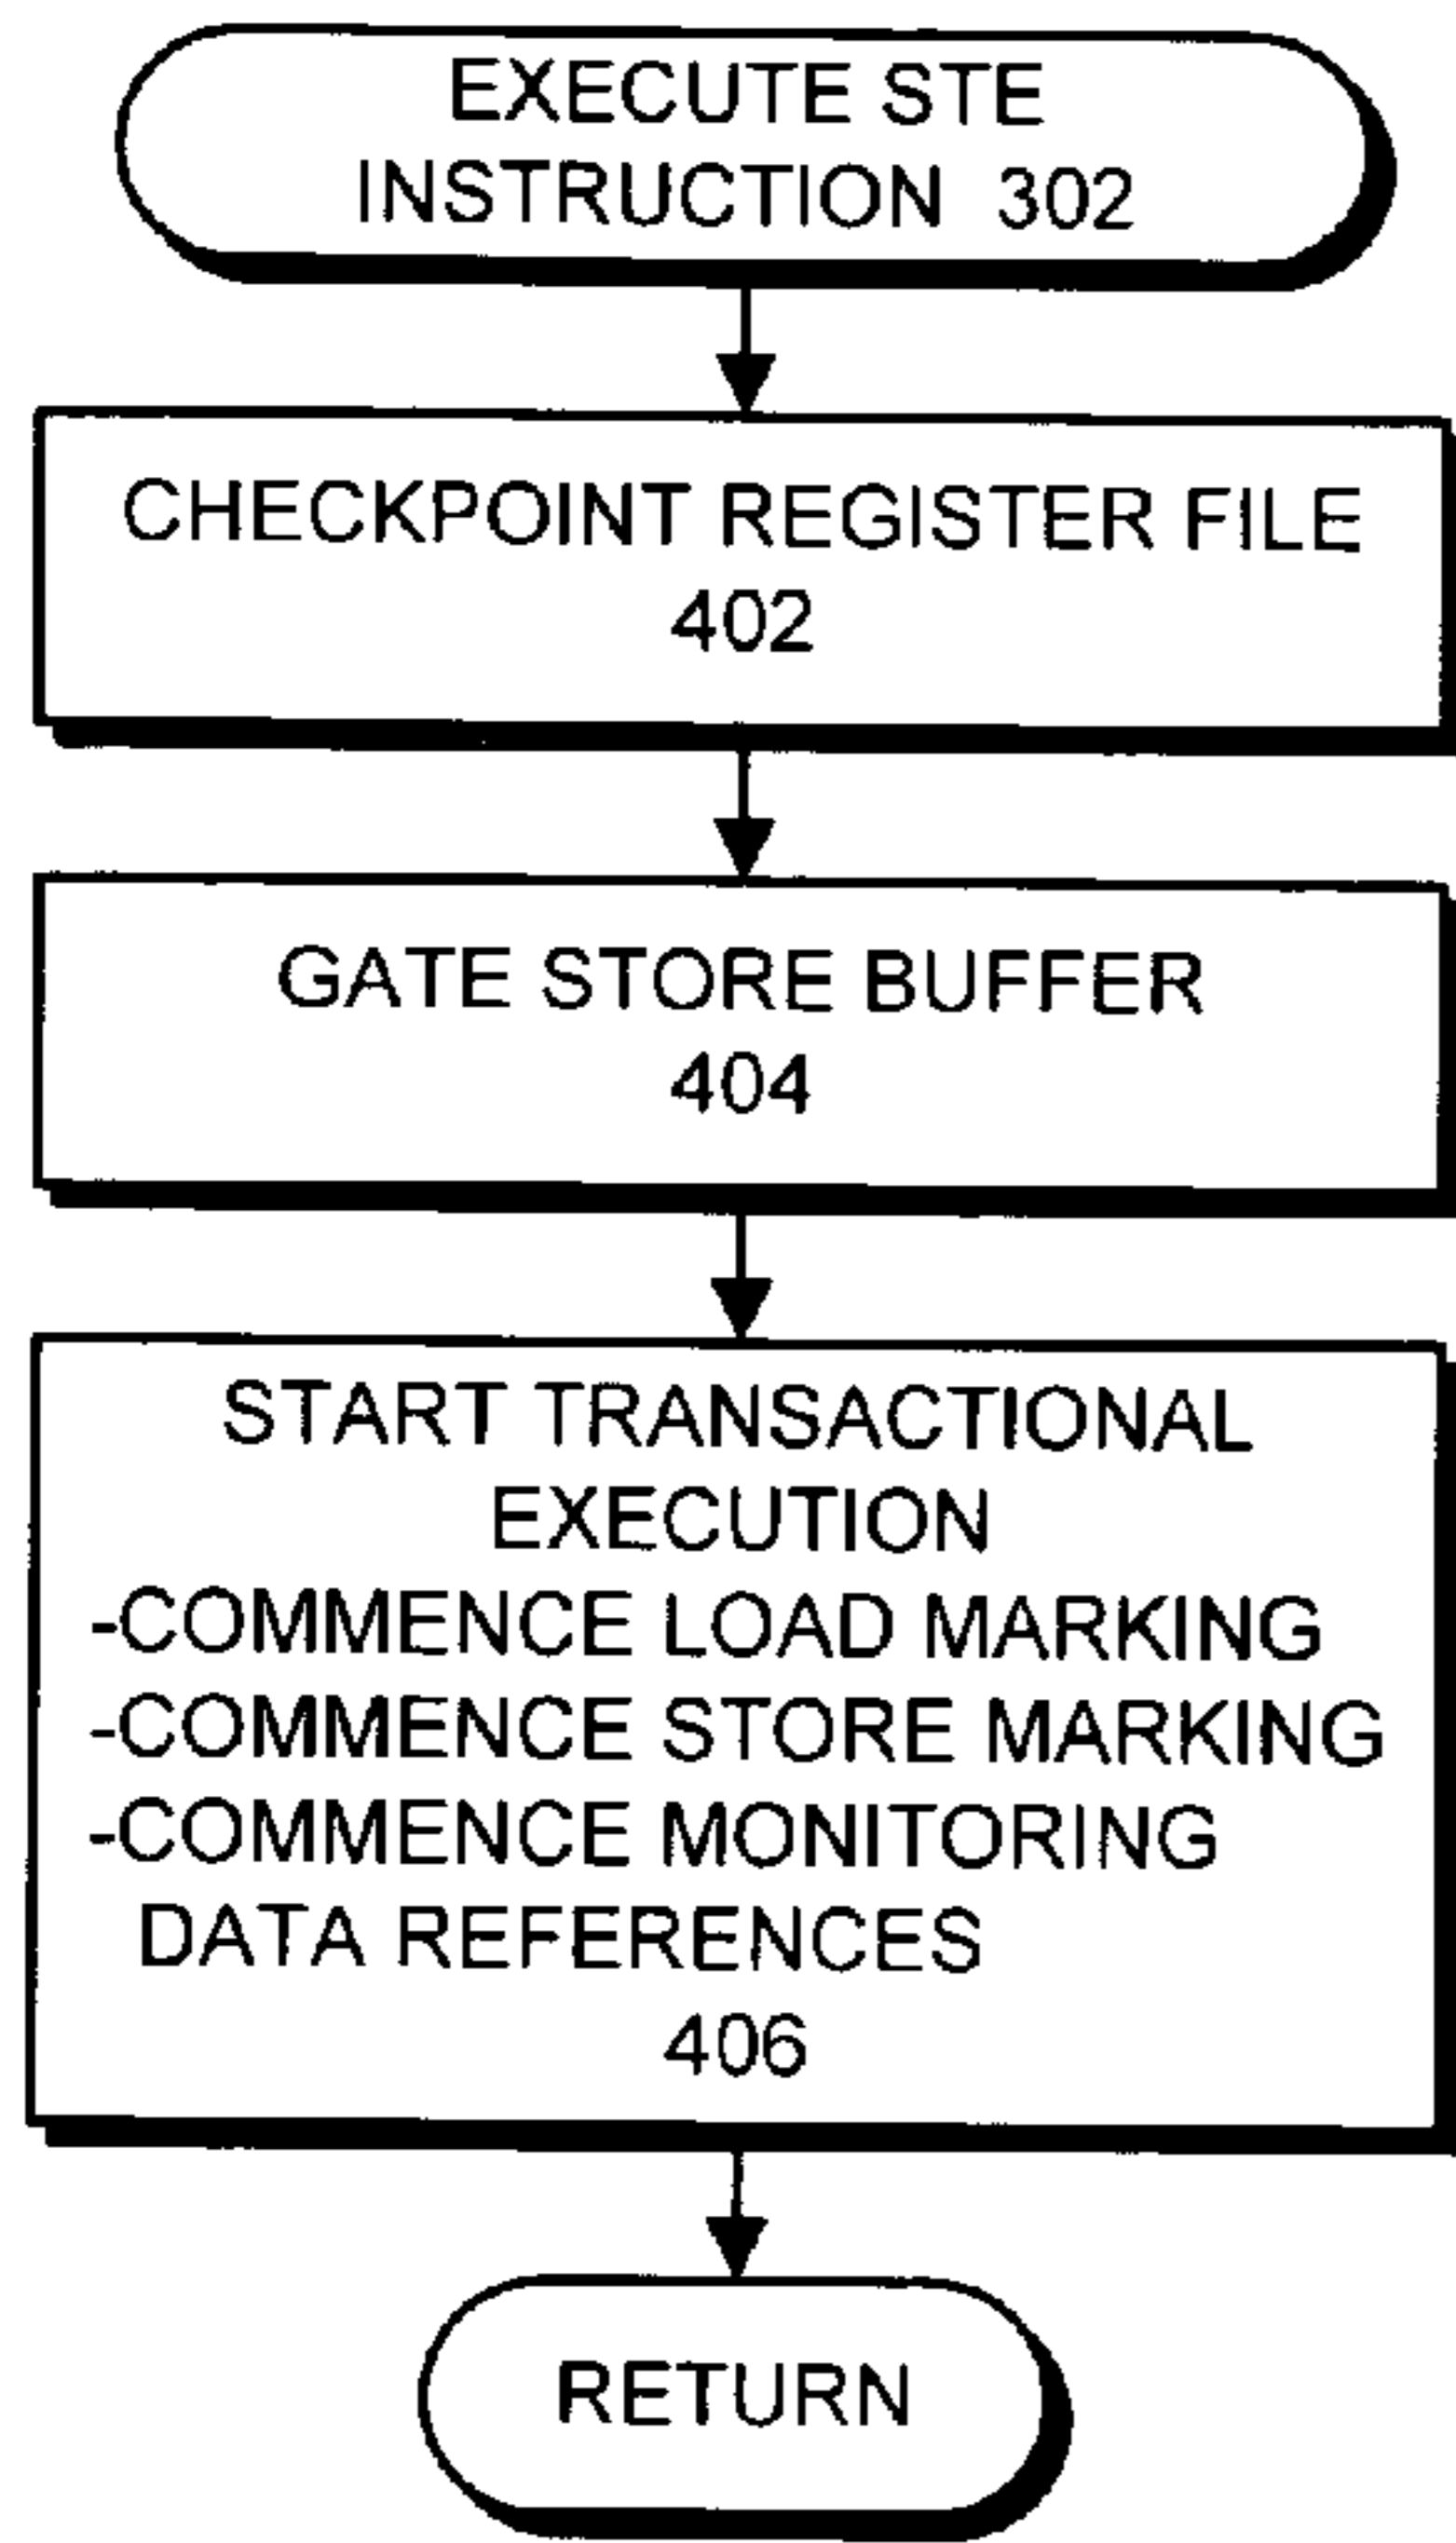 EXECUTE STE
INSTRUCTION 302
CHECKPOINT REGISTER FILE
402
GATE STORE BUFFER
404
START TRANSACTIONAL
EXECUTION
-COMMENCE LOAD MARKING
-COMMENCE STORE MARKING
-COMMENCE MONITORING
DATA REFERENCES
406
RETURN